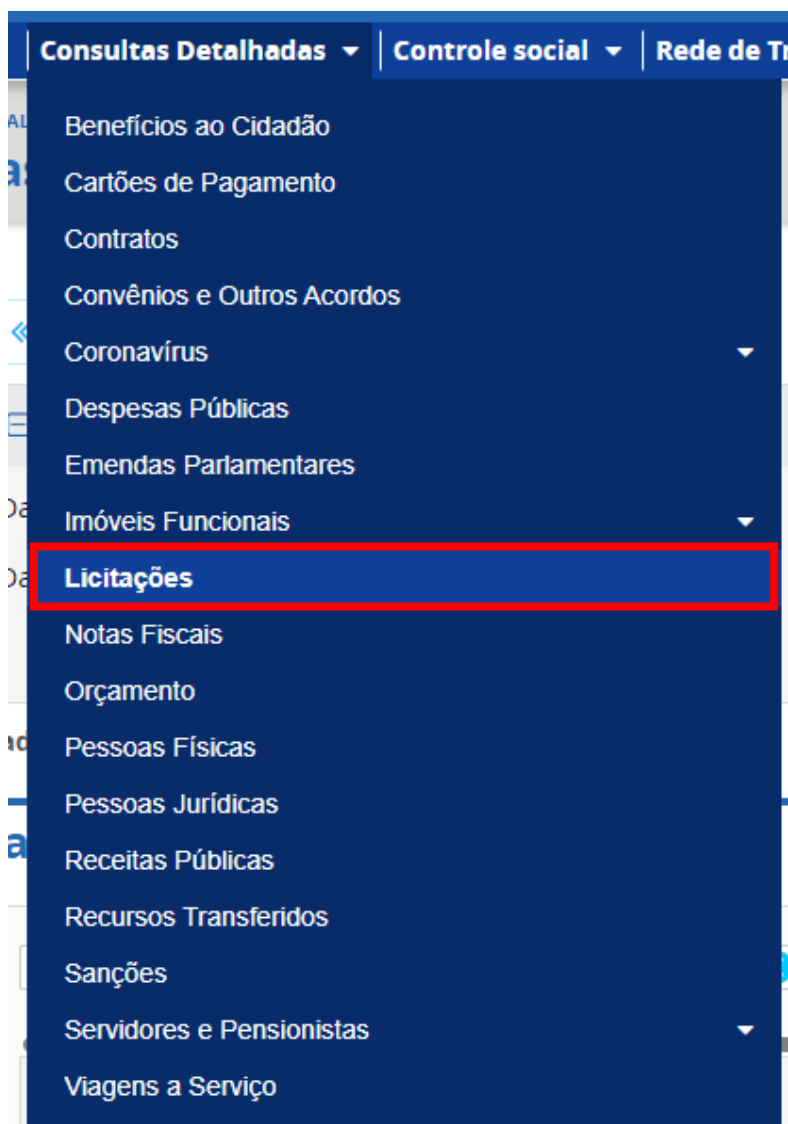 Consultas Detalhadas
Controle social
Rede de
Benefícios ao Cidadão
Cartões de Pagamento
Contratos
Convênios e Outros Acordos
Coronavírus
Despesas Públicas
Emendas Parlamentares
Imóveis Funcionais
Licitações
Notas Fiscais
Orçamento
Pessoas Físicas
Pessoas Jurídicas
Receitas Públicas
Recursos Transferidos
Sanções
Servidores e Pensionistas
Viagens a Serviço